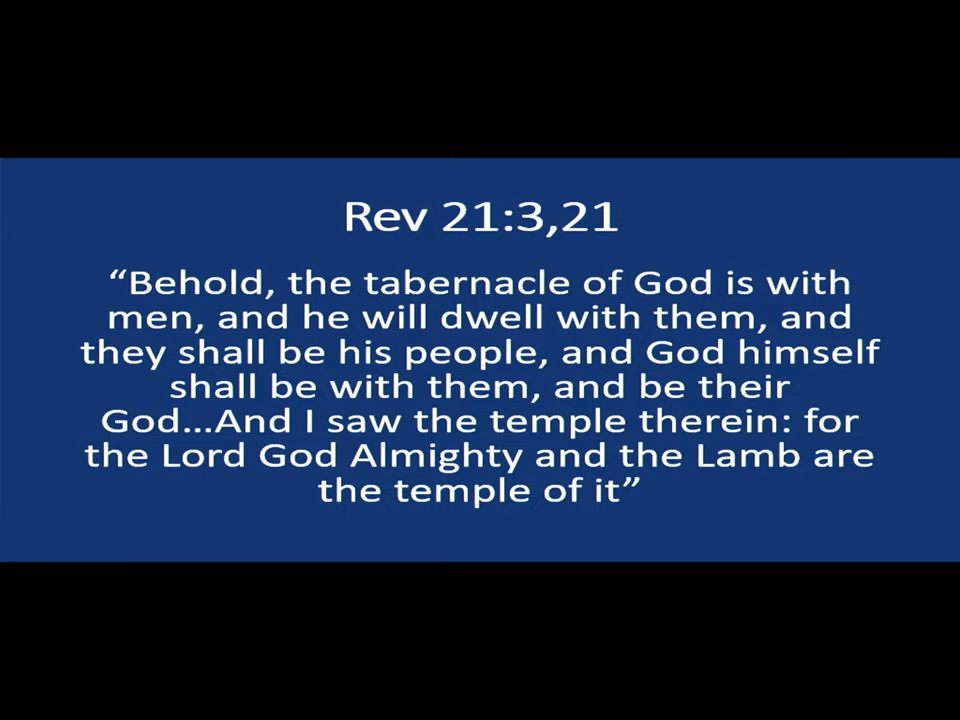 Rev 21:3,21
“Behold, the tabernacle of God is with
men, and he will dwell with them, and
they shall be his people, and God himself
shall be with them, and be their
God...And I saw the temple therein: for
the Lord God Almighty and the Lamb are
the temple of it”